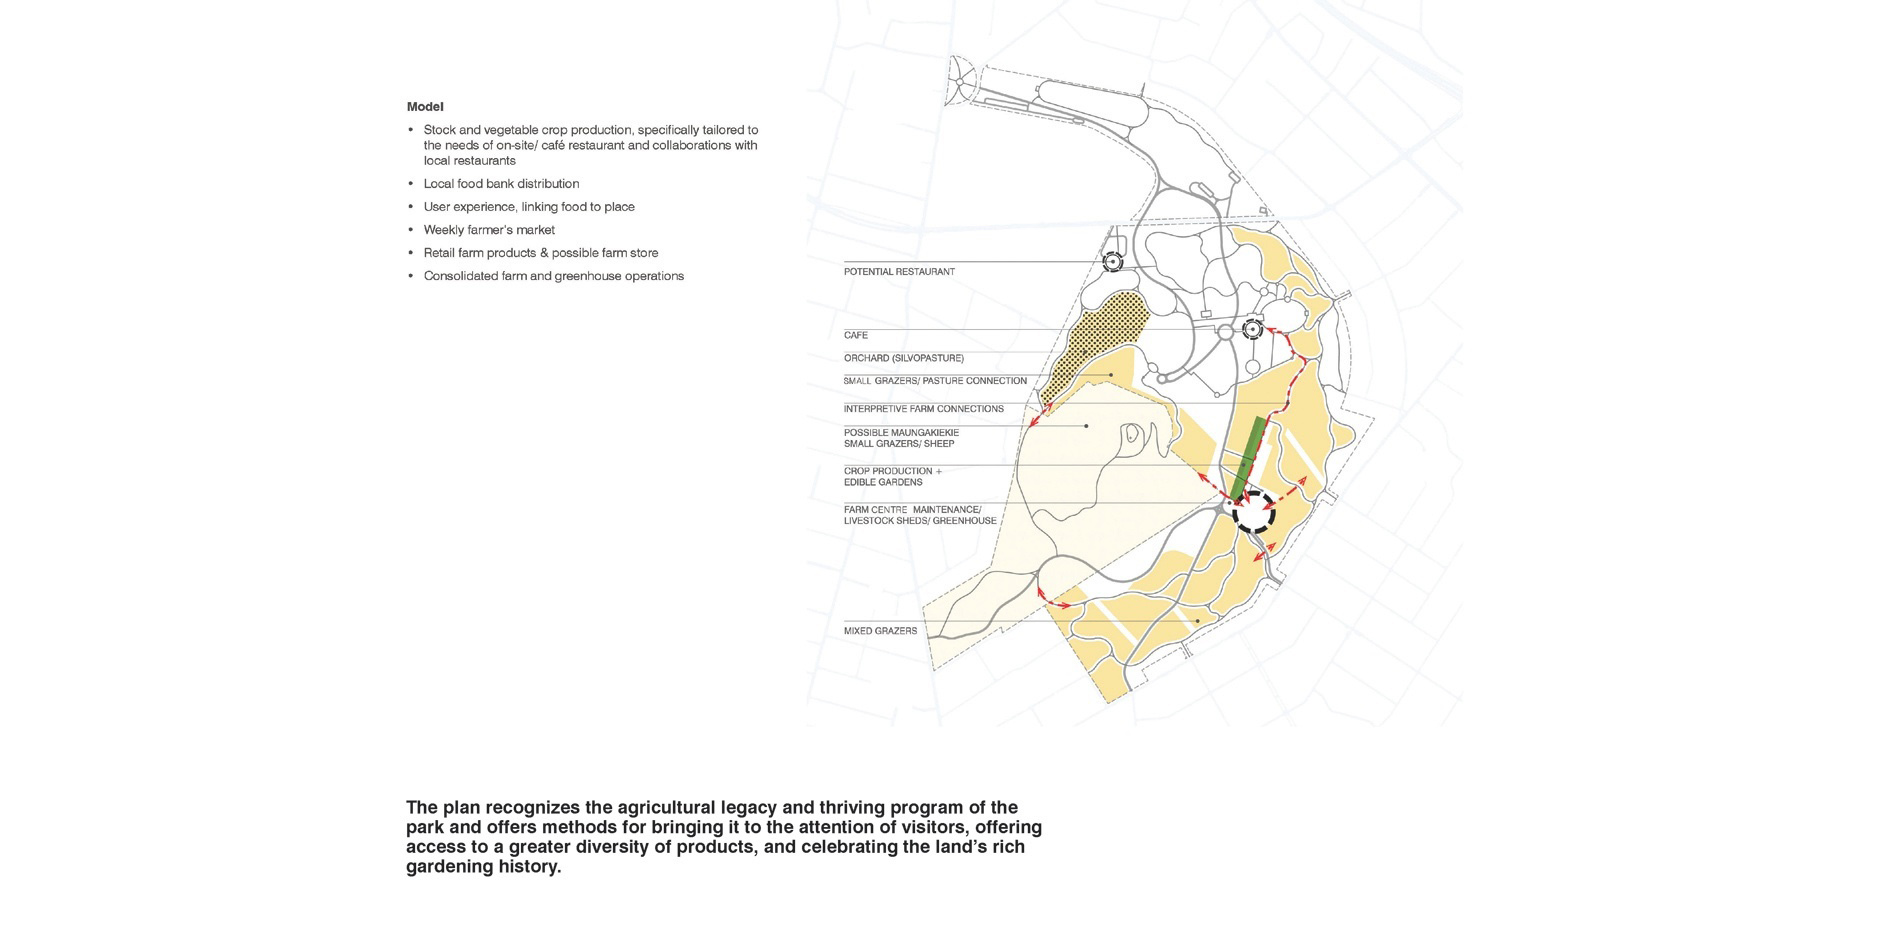 Model
• Stock and vegetable crop production, specifically tailored to
the needs of on-site/ café restaurant and collaborations with
local restaurants
• Local food bank distribution
• User experience, linking food to place
• Weekly farmer's market
• Retail farm products & possible farm store
• Consolidated farm and greenhouse operations
POTENTIAL RESTAURANT
CAFE
ORCHARD (SILVOPASTURE)
SMALL GRAZERS/ PASTURE CONNECTION
INTERPRETIVE FARM CONNECTIONS
POSSIBLE MAUNGAKIEKIE
SMALL GRAZERS/ SHEEP
CROP PRODUCTION +
EDIBLE GARDENS
FARM CENTRE MAINTENANCE/
LIVESTOCK SHEDS/ GREENHOUSE
MIXED GRAZERS
The plan recognizes the agricultural legacy and thriving program of the
park and offers methods for bringing it to the attention of visitors, offering
access to a greater diversity of products, and celebrating the land’s rich
gardening history.